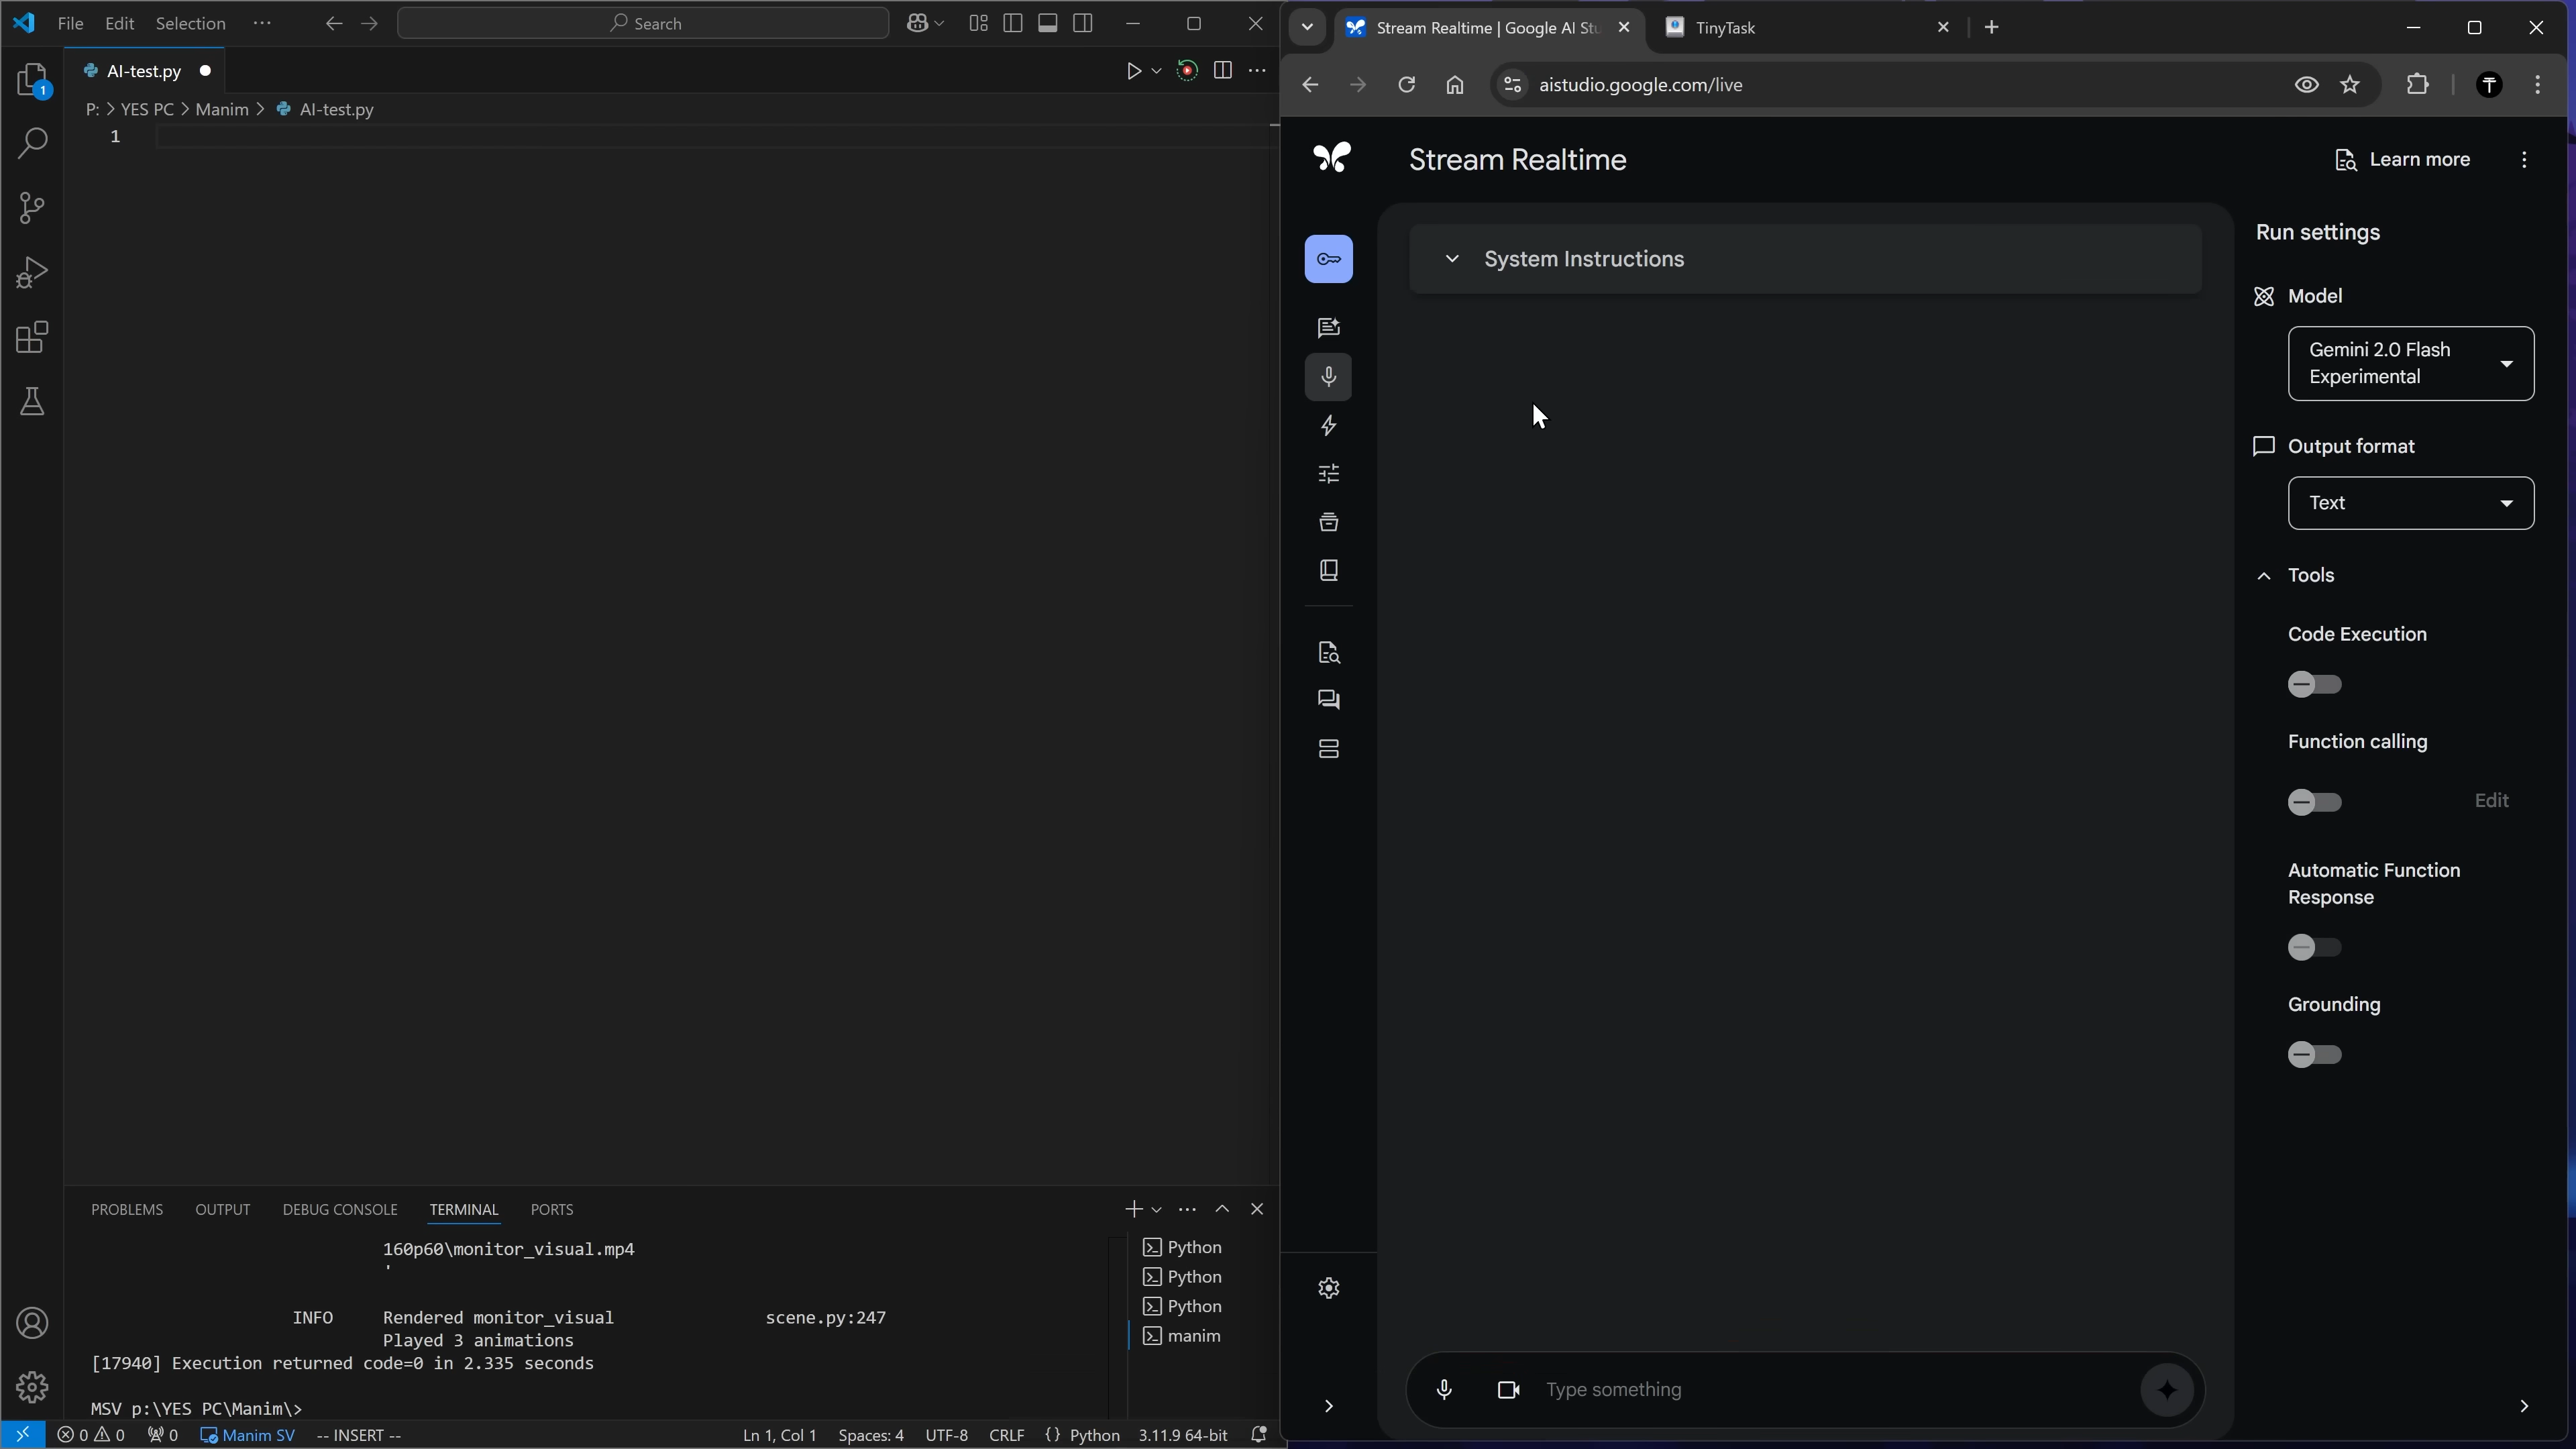 File Edit Selection ···
Search
AI-test.py
P: > YES PC > Manim > AI-test.py
1
PROBLEMS OUTPUT DEBUG CONSOLE TERMINAL PORTS
160p60\monitor_visual.mp4
'
INFO Rendered monitor_visual scene.py:247
Played 3 animations
[17940] Execution returned code=0 in 2.335 seconds
MSV p:\YES PC\Manim\>
Python
Python
Python
manim
0 0 0 Manim SV -- INSERT -- Ln 1, Col 1 Spaces: 4 UTF-8 CRLF {} Python 3.11.9 64-bit
Stream Realtime | Google AI Stu
TinyTask
aistudio.google.com/live
Stream Realtime
Learn more
System Instructions
Type something
Run settings
Model
Gemini 2.0 Flash
Experimental
Output format
Text
Tools
Code Execution
Function calling
Edit
Automatic Function
Response
Grounding